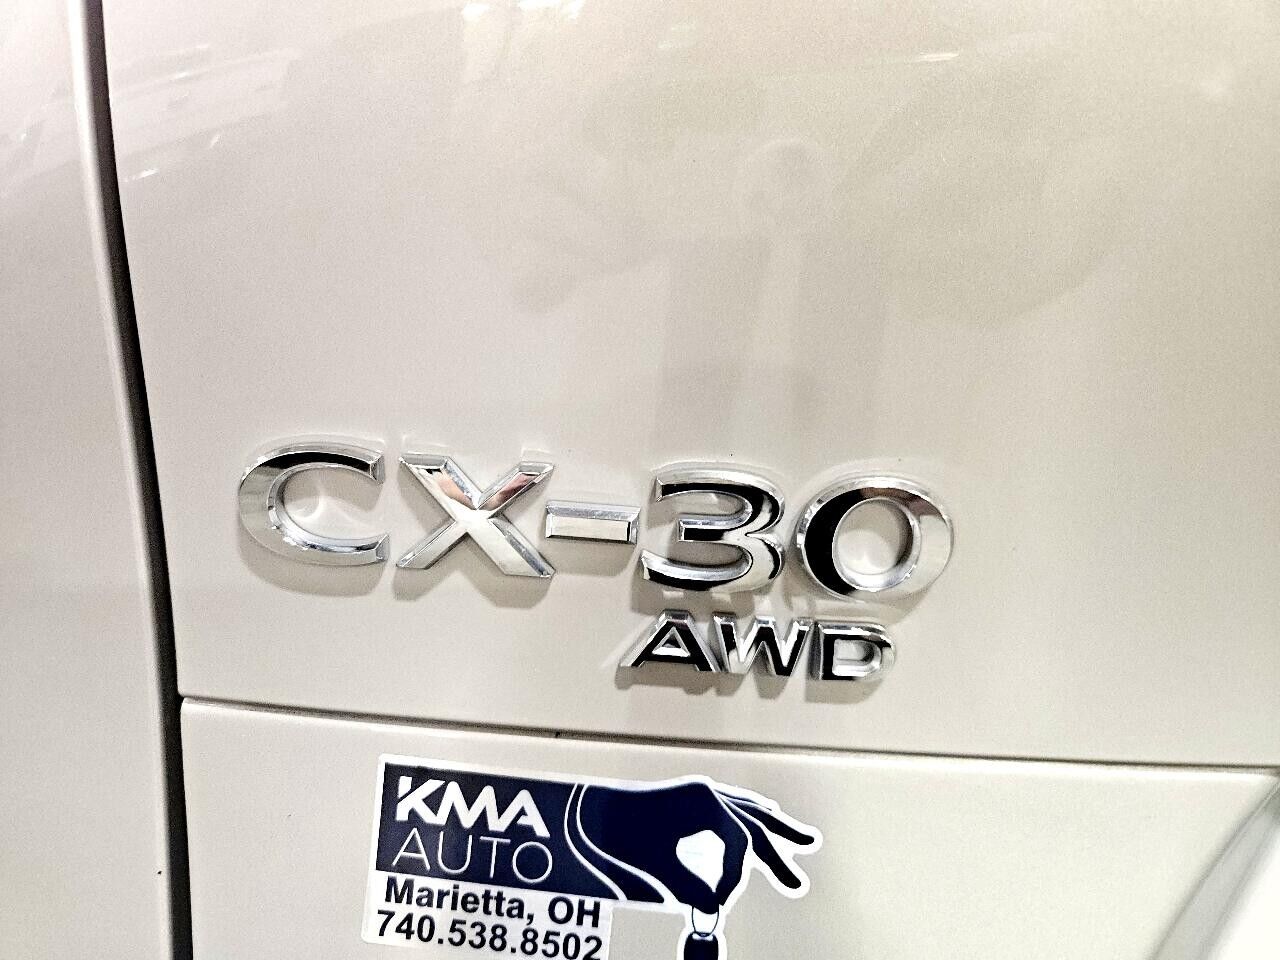 CX-30
AWD
KMA
AUTO
Marietta, OH
740.538.8502